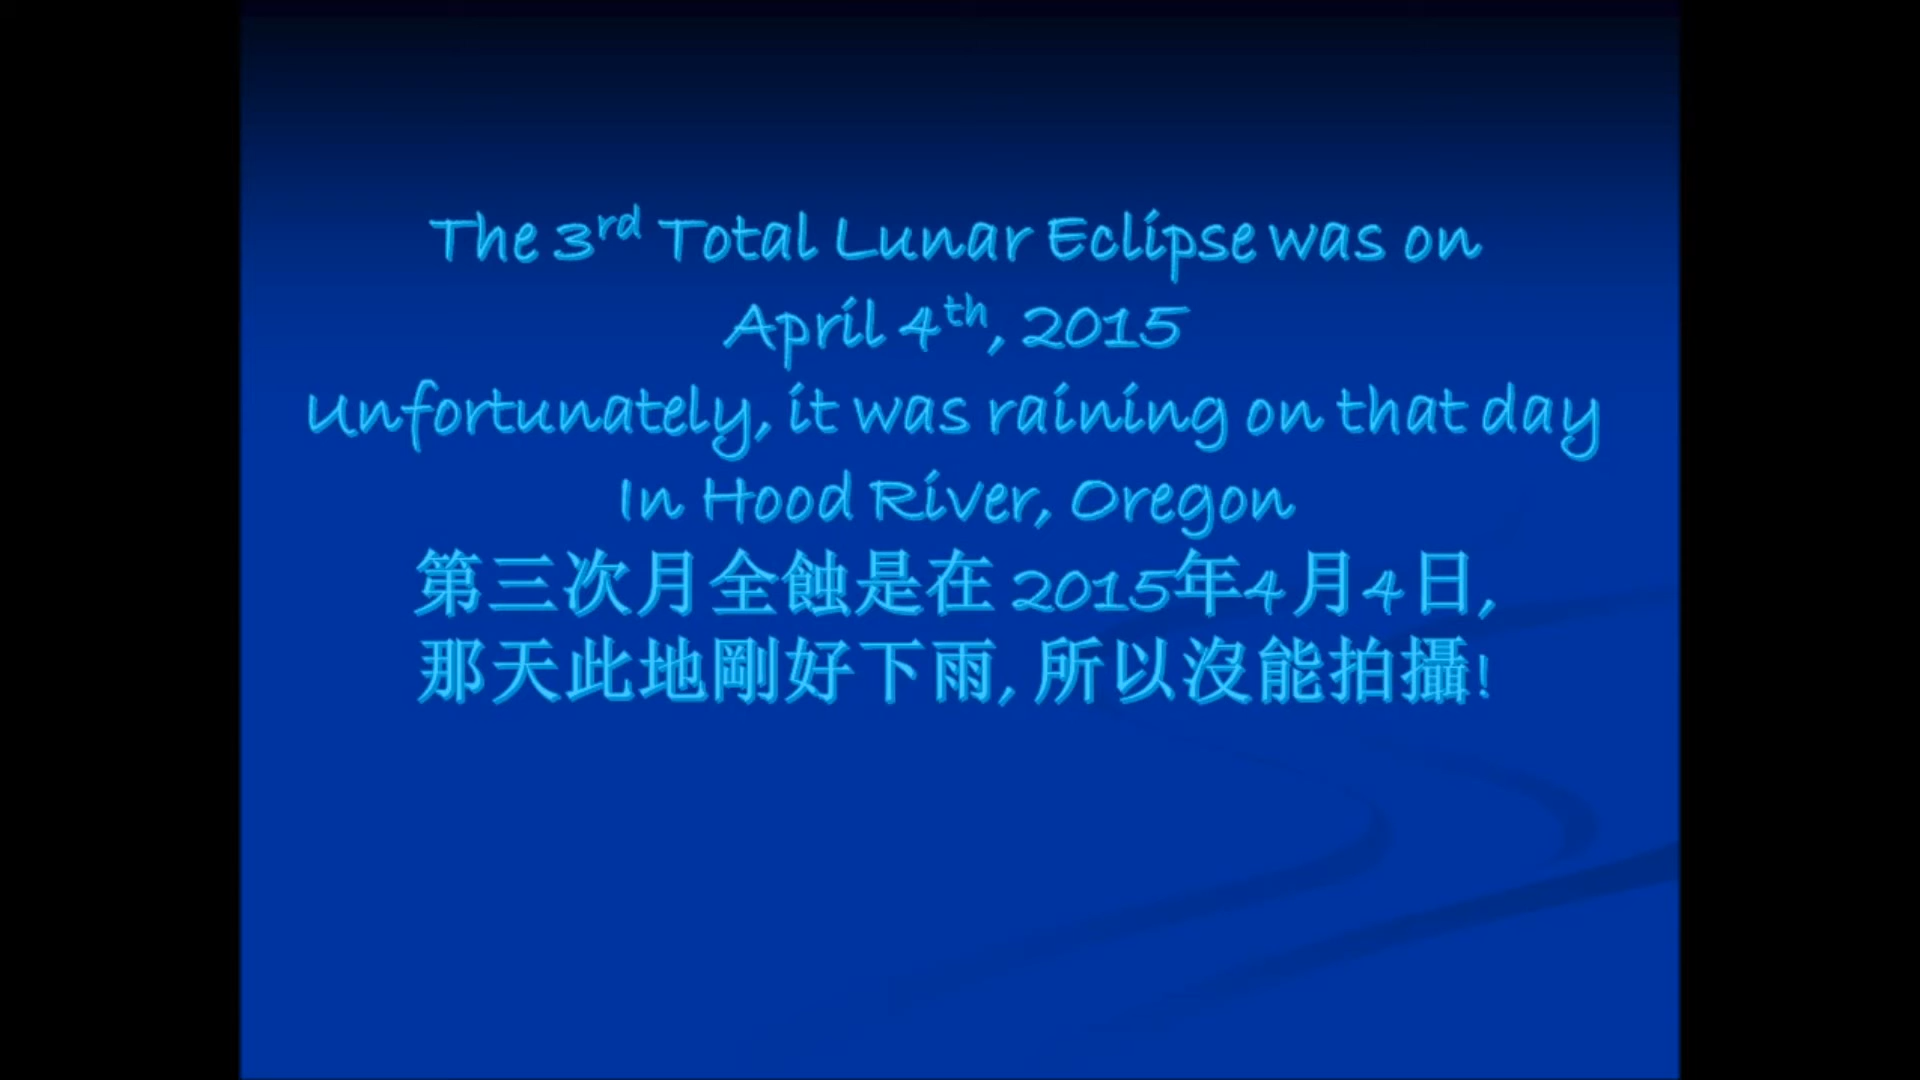 The 3rd Total Lunar Eclipse was on
April 4th, 2015
Unfortunately, it was raining on that day
In Hood River, Oregon
第三次月全蝕是在 2015年4月4日,
那天此地剛好下雨, 所以沒能拍攝!